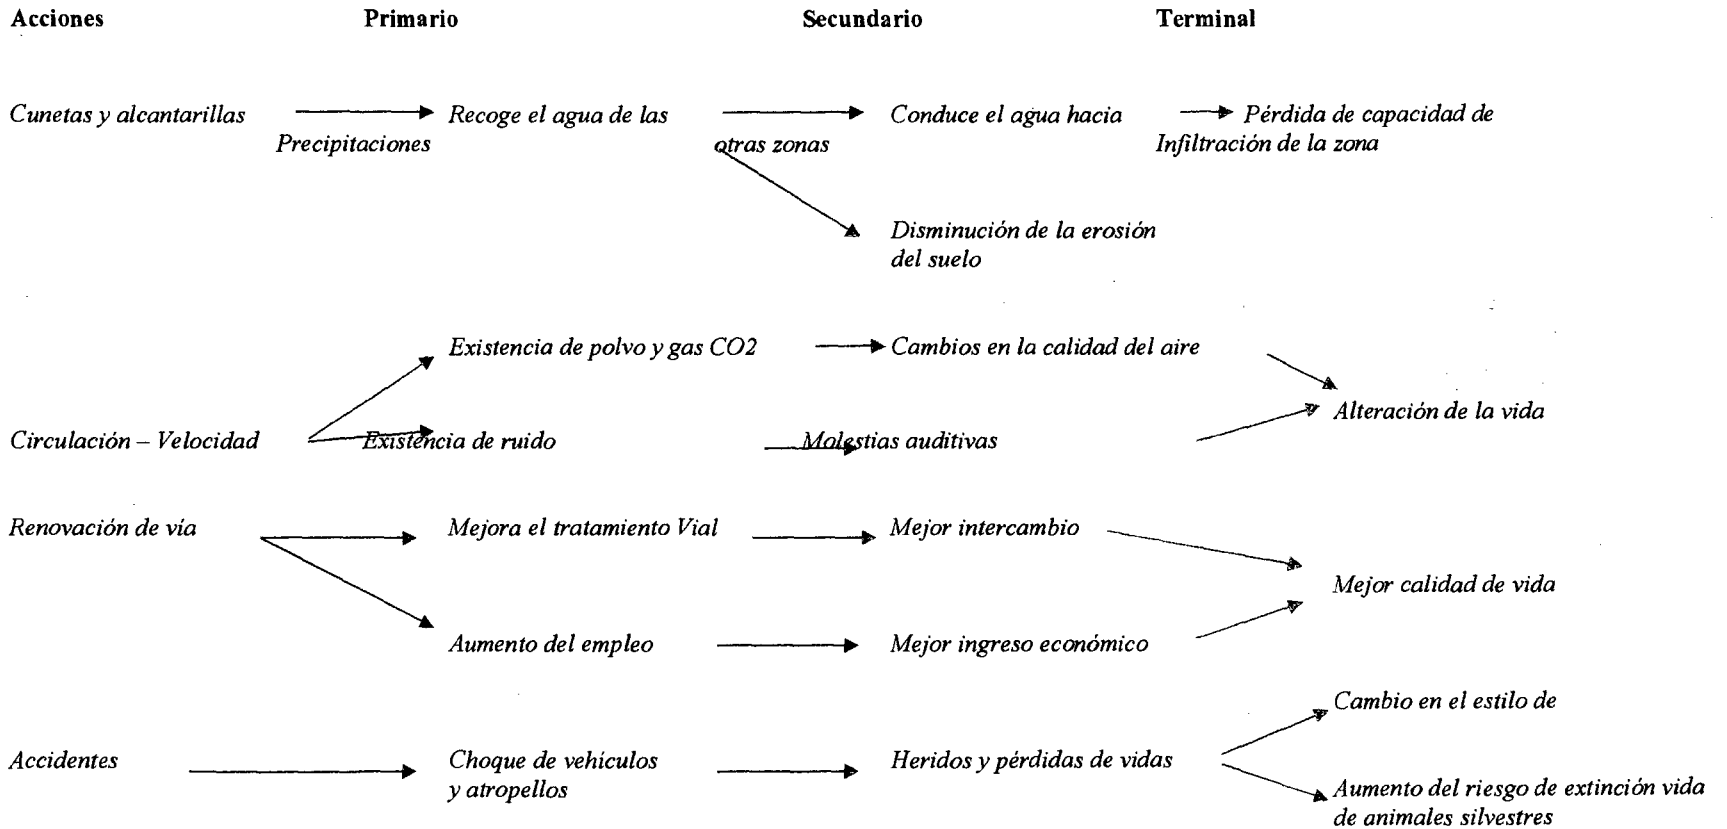 Acciones Primario Secundario Terminal
Cunetas y alcantarillas Recoge el agua de las Conduce el agua hacia Pérdida de capacidad de
Precipitaciones otras zonas Infiltración de la zona
Disminución de la erosión
del suelo
Existencia de polvo y gas CO2 Cambios en la calidad del aire
Alteración de la vida
Circulación – Velocidad Existencia de ruido Molestias auditivas
Renovación de vía Mejora el tratamiento Vial Mejor intercambio
Mejor calidad de vida
Aumento del empleo Mejor ingreso económico
Cambio en el estilo de
Accidentes Choque de vehículos Heridos y pérdidas de vidas
y atropellos
Aumento del riesgo de extinción vida
de animales silvestres